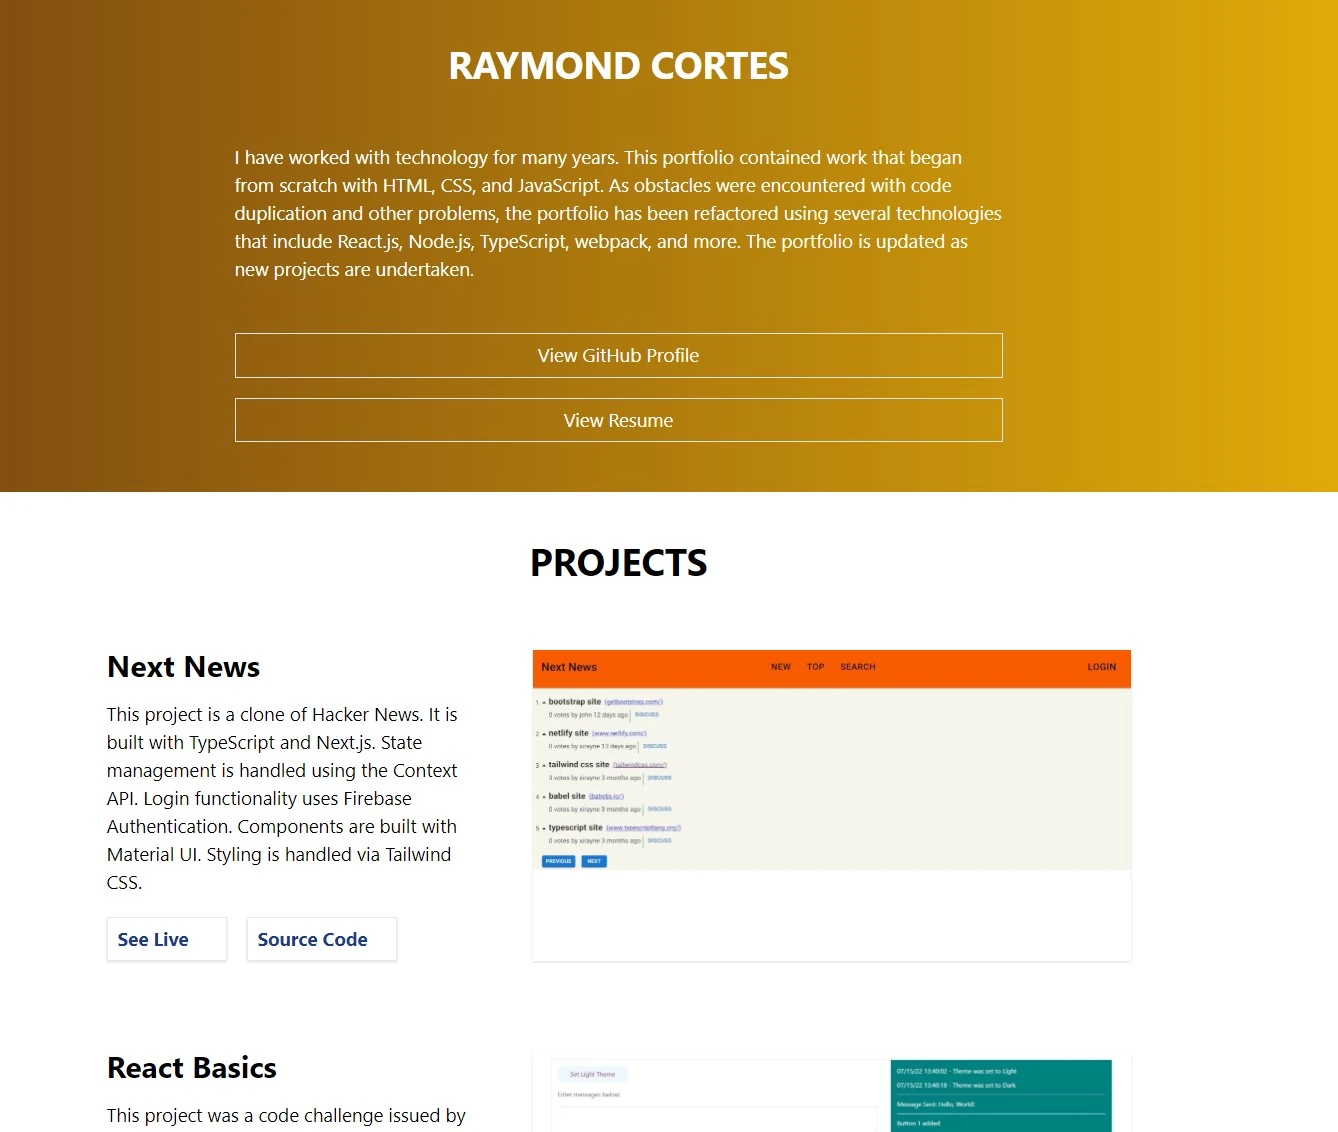 RAYMOND CORTES
I have worked with technology for many years. This portfolio contained work that began
from scratch with HTML, CSS, and JavaScript. As obstacles were encountered with code
duplication and other problems, the portfolio has been refactored using several technologies
that include React.js, Node.js, TypeScript, webpack, and more. The portfolio is updated as
new projects are undertaken.
View GitHub Profile
View Resume
PROJECTS
Next News
This project is a clone of Hacker News. It is
built with TypeScript and Next.js. State
management is handled using the Context
API. Login functionality uses Firebase
Authentication. Components are built with
Material UI. Styling is handled via Tailwind
CSS.
See Live Source Code
Next News NEW TOP SEARCH LOGIN
1 bootstrap site (getbootstrap.com/)
0 votes by john 12 days ago | DISCUSS
2 netlify site (www.netlify.com/)
0 votes by xirayne 13 days ago | DISCUSS
3 tailwind css site (tailwindcss.com/)
3 votes by xirayne 3 months ago | DISCUSS
4 babel site (babeljs.io/)
0 votes by xirayne 3 months ago | DISCUSS
5 typescript site (www.typescriptlang.org/)
0 votes by xirayne 3 months ago | DISCUSS
PREVIOUS NEXT
React Basics
This project was a code challenge issued by
Set Light Theme
Enter messages below:
07/15/22 13:40:02 - Theme was set to Light
07/15/22 13:40:18 - Theme was set to Dark
Message Sent: Hello, World!
Button 1 added